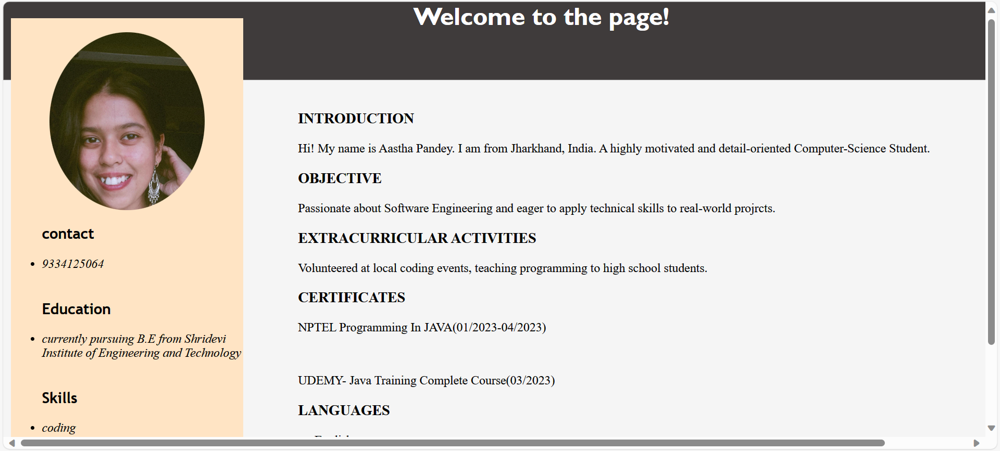 Welcome to the page!
contact
9334125064
Education
currently pursuing B.E from Shridevi
Institute of Engineering and Technology
Skills
coding
INTRODUCTION
Hi! My name is Aastha Pandey. I am from Jharkhand, India. A highly motivated and detail-oriented Computer-Science Student.
OBJECTIVE
Passionate about Software Engineering and eager to apply technical skills to real-world projrcts.
EXTRACURRICULAR ACTIVITIES
Volunteered at local coding events, teaching programming to high school students.
CERTIFICATES
NPTEL Programming In JAVA(01/2023-04/2023)
UDEMY- Java Training Complete Course(03/2023)
LANGUAGES